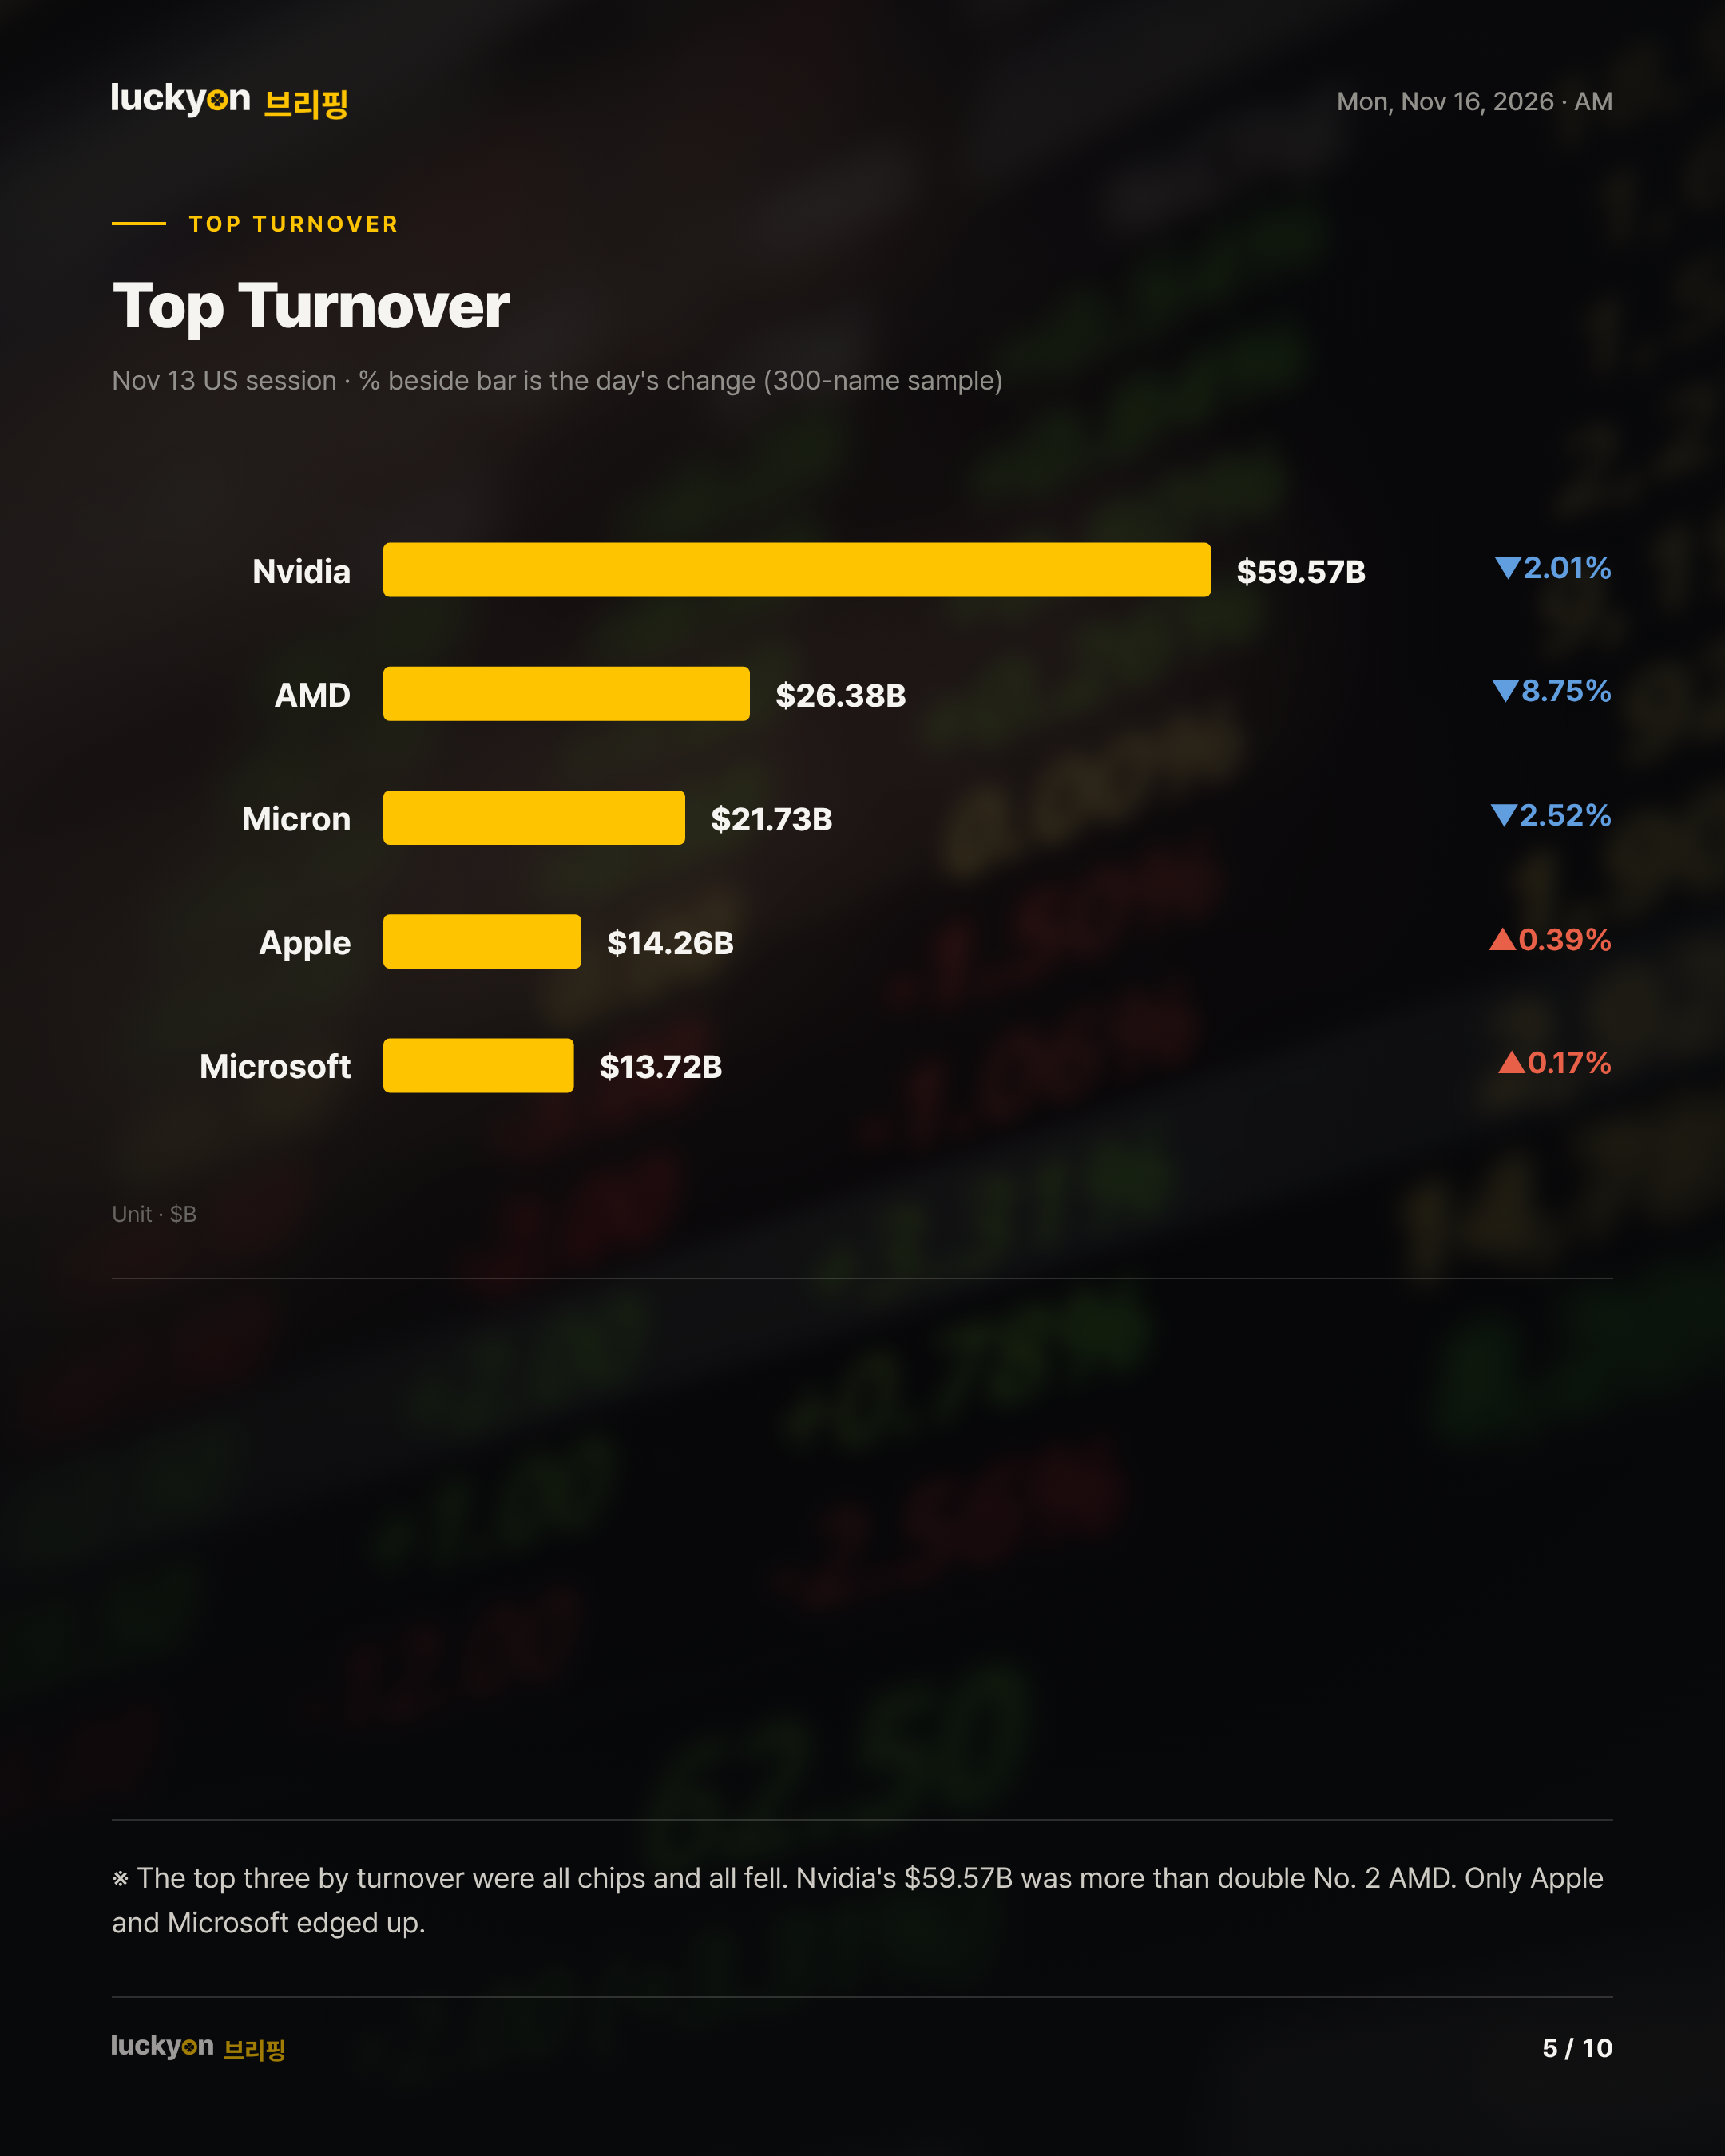 luckyon 브리핑
Mon, Nov 16, 2026 · AM
TOP TURNOVER
Top Turnover
Nov 13 US session · % beside bar is the day's change (300-name sample)
Nvidia $59.57B ▼2.01%
AMD $26.38B ▼8.75%
Micron $21.73B ▼2.52%
Apple $14.26B ▲0.39%
Microsoft $13.72B ▲0.17%
Unit · $B
※ The top three by turnover were all chips and all fell. Nvidia's $59.57B was more than double No. 2 AMD. Only Apple
and Microsoft edged up.
luckyon 브리핑
5 / 10